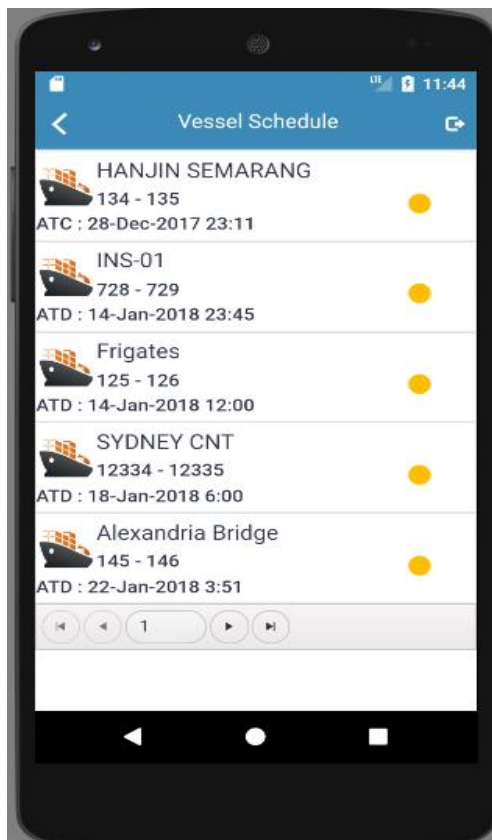 LTE 11:44
Vessel Schedule
HANJIN SEMARANG
134 - 135
ATC : 28-Dec-2017 23:11
INS-01
728 - 729
ATD : 14-Jan-2018 23:45
Frigates
125 - 126
ATD : 14-Jan-2018 12:00
SYDNEY CNT
12334 - 12335
ATD : 18-Jan-2018 6:00
Alexandria Bridge
145 - 146
ATD : 22-Jan-2018 3:51
1